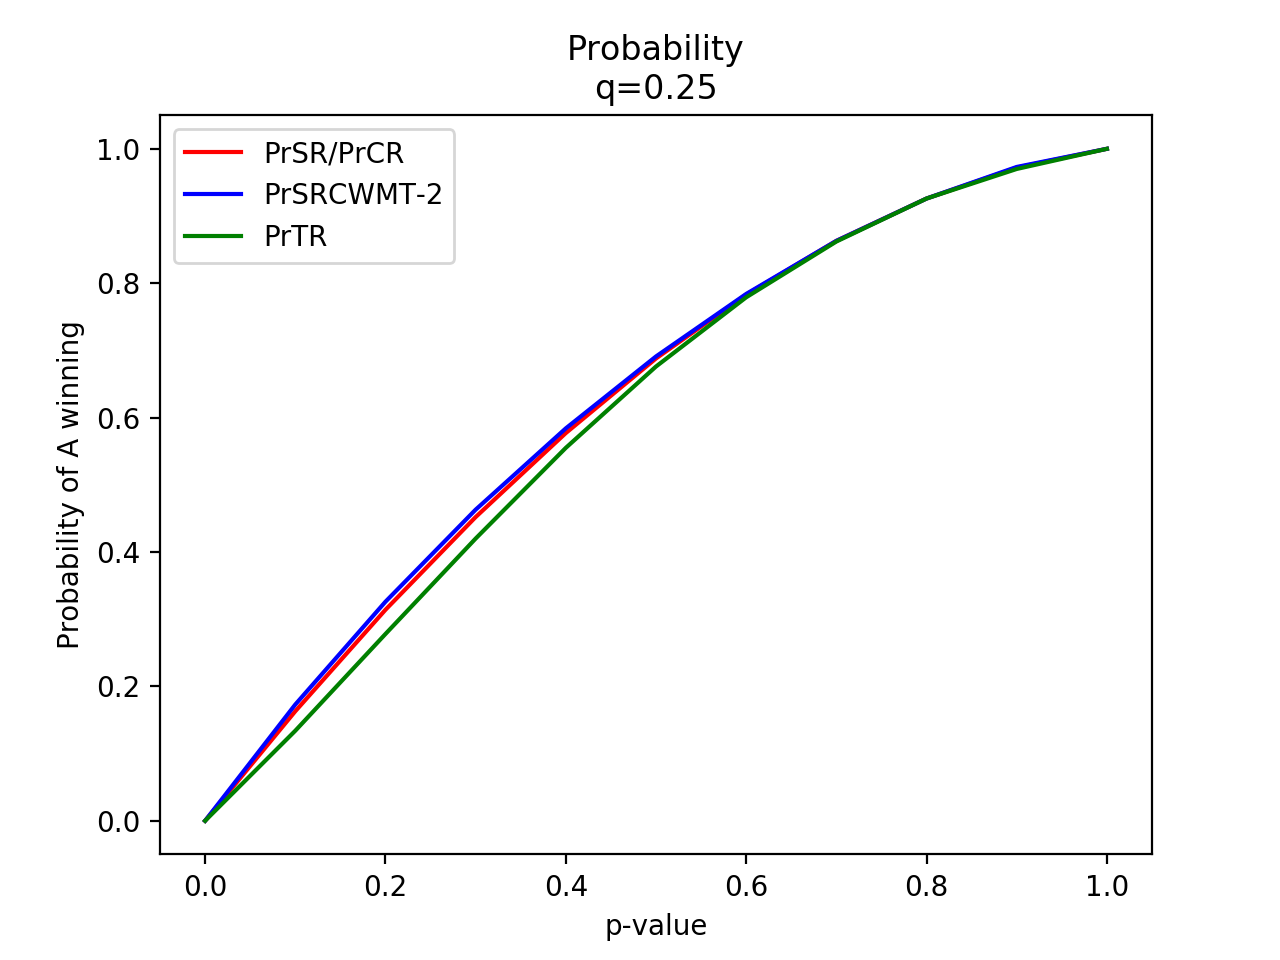 Probability
q=0.25
PrSR/PrCR
PrSRCWMT-2
PrTR
Probability of A winning
1.0
0.8
0.6
0.4
0.2
0.0
0.0 0.2 0.4 0.6 0.8 1.0
p-value